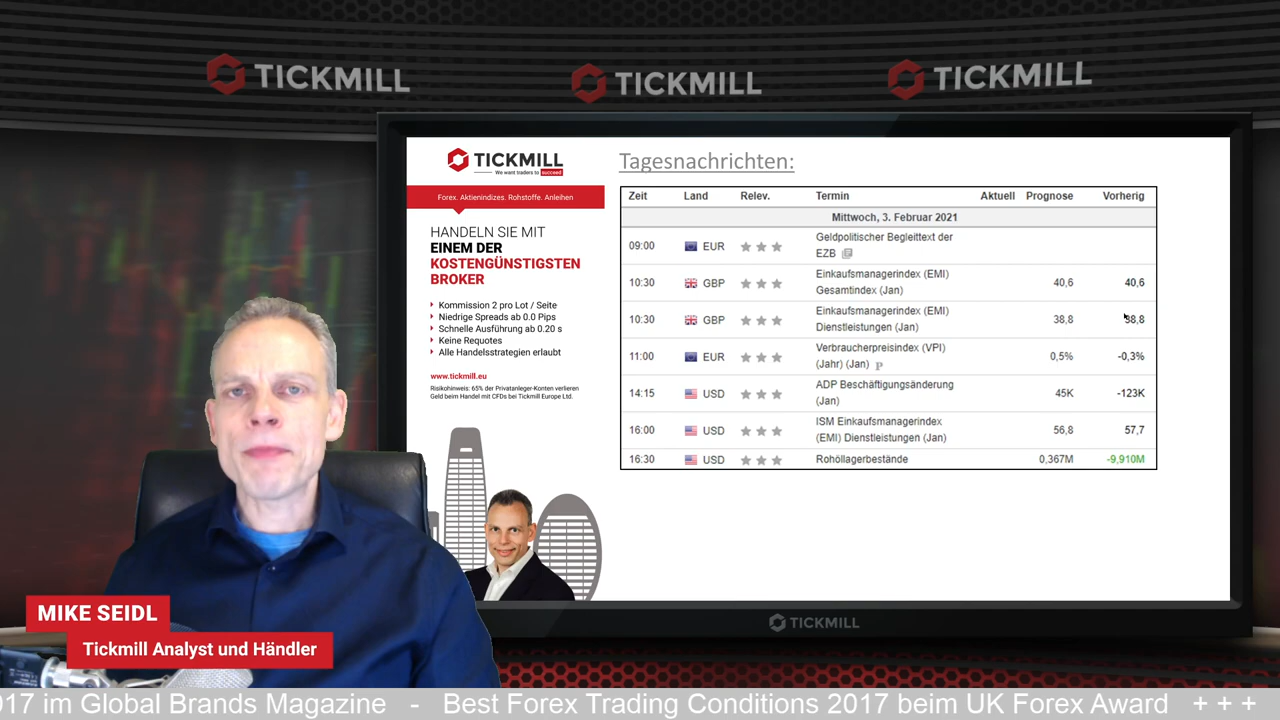 TICKMILL
TICKMILL
TICKMILL
TICKMILL
We want traders to succeed
Forex. Aktienindizes. Rohstoffe. Anleihen
HANDELN SIE MIT
EINEM DER
KOSTENGÜNSTIGSTEN
BROKER
Kommission 2 pro Lot / Seite
Niedrige Spreads ab 0.0 Pips
Schnelle Ausführung ab 0.20 s
Keine Requotes
Alle Handelsstrategien erlaubt
www.tickmill.eu
Risikohinweis: 65% der Privatanleger-Konten verlieren
Geld beim Handel mit CFDs bei Tickmill Europe Ltd.
Tagesnachrichten:
Zeit Land Relev. Termin Aktuell Prognose Vorherig
Mittwoch, 3. Februar 2021
09:00 EUR Geldpolitischer Begleittext der
EZB
10:30 GBP Einkaufsmanagerindex (EMI) 40,6 40,6
Gesamtindex (Jan)
10:30 GBP Einkaufsmanagerindex (EMI) 38,8 38,8
Dienstleistungen (Jan)
11:00 EUR Verbraucherpreisindex (VPI) 0,5% -0,3%
(Jahr) (Jan) P
14:15 USD ADP Beschäftigungsänderung 45K -123K
(Jan)
16:00 USD ISM Einkaufsmanagerindex 56,8 57,7
(EMI) Dienstleistungen (Jan)
16:30 USD Rohöllagerbestände 0,367M -9,910M
TICKMILL
MIKE SEIDL
Tickmill Analyst und Händler
017 im Global Brands Magazine - Best Forex Trading Conditions 2017 beim UK Forex Award + + +